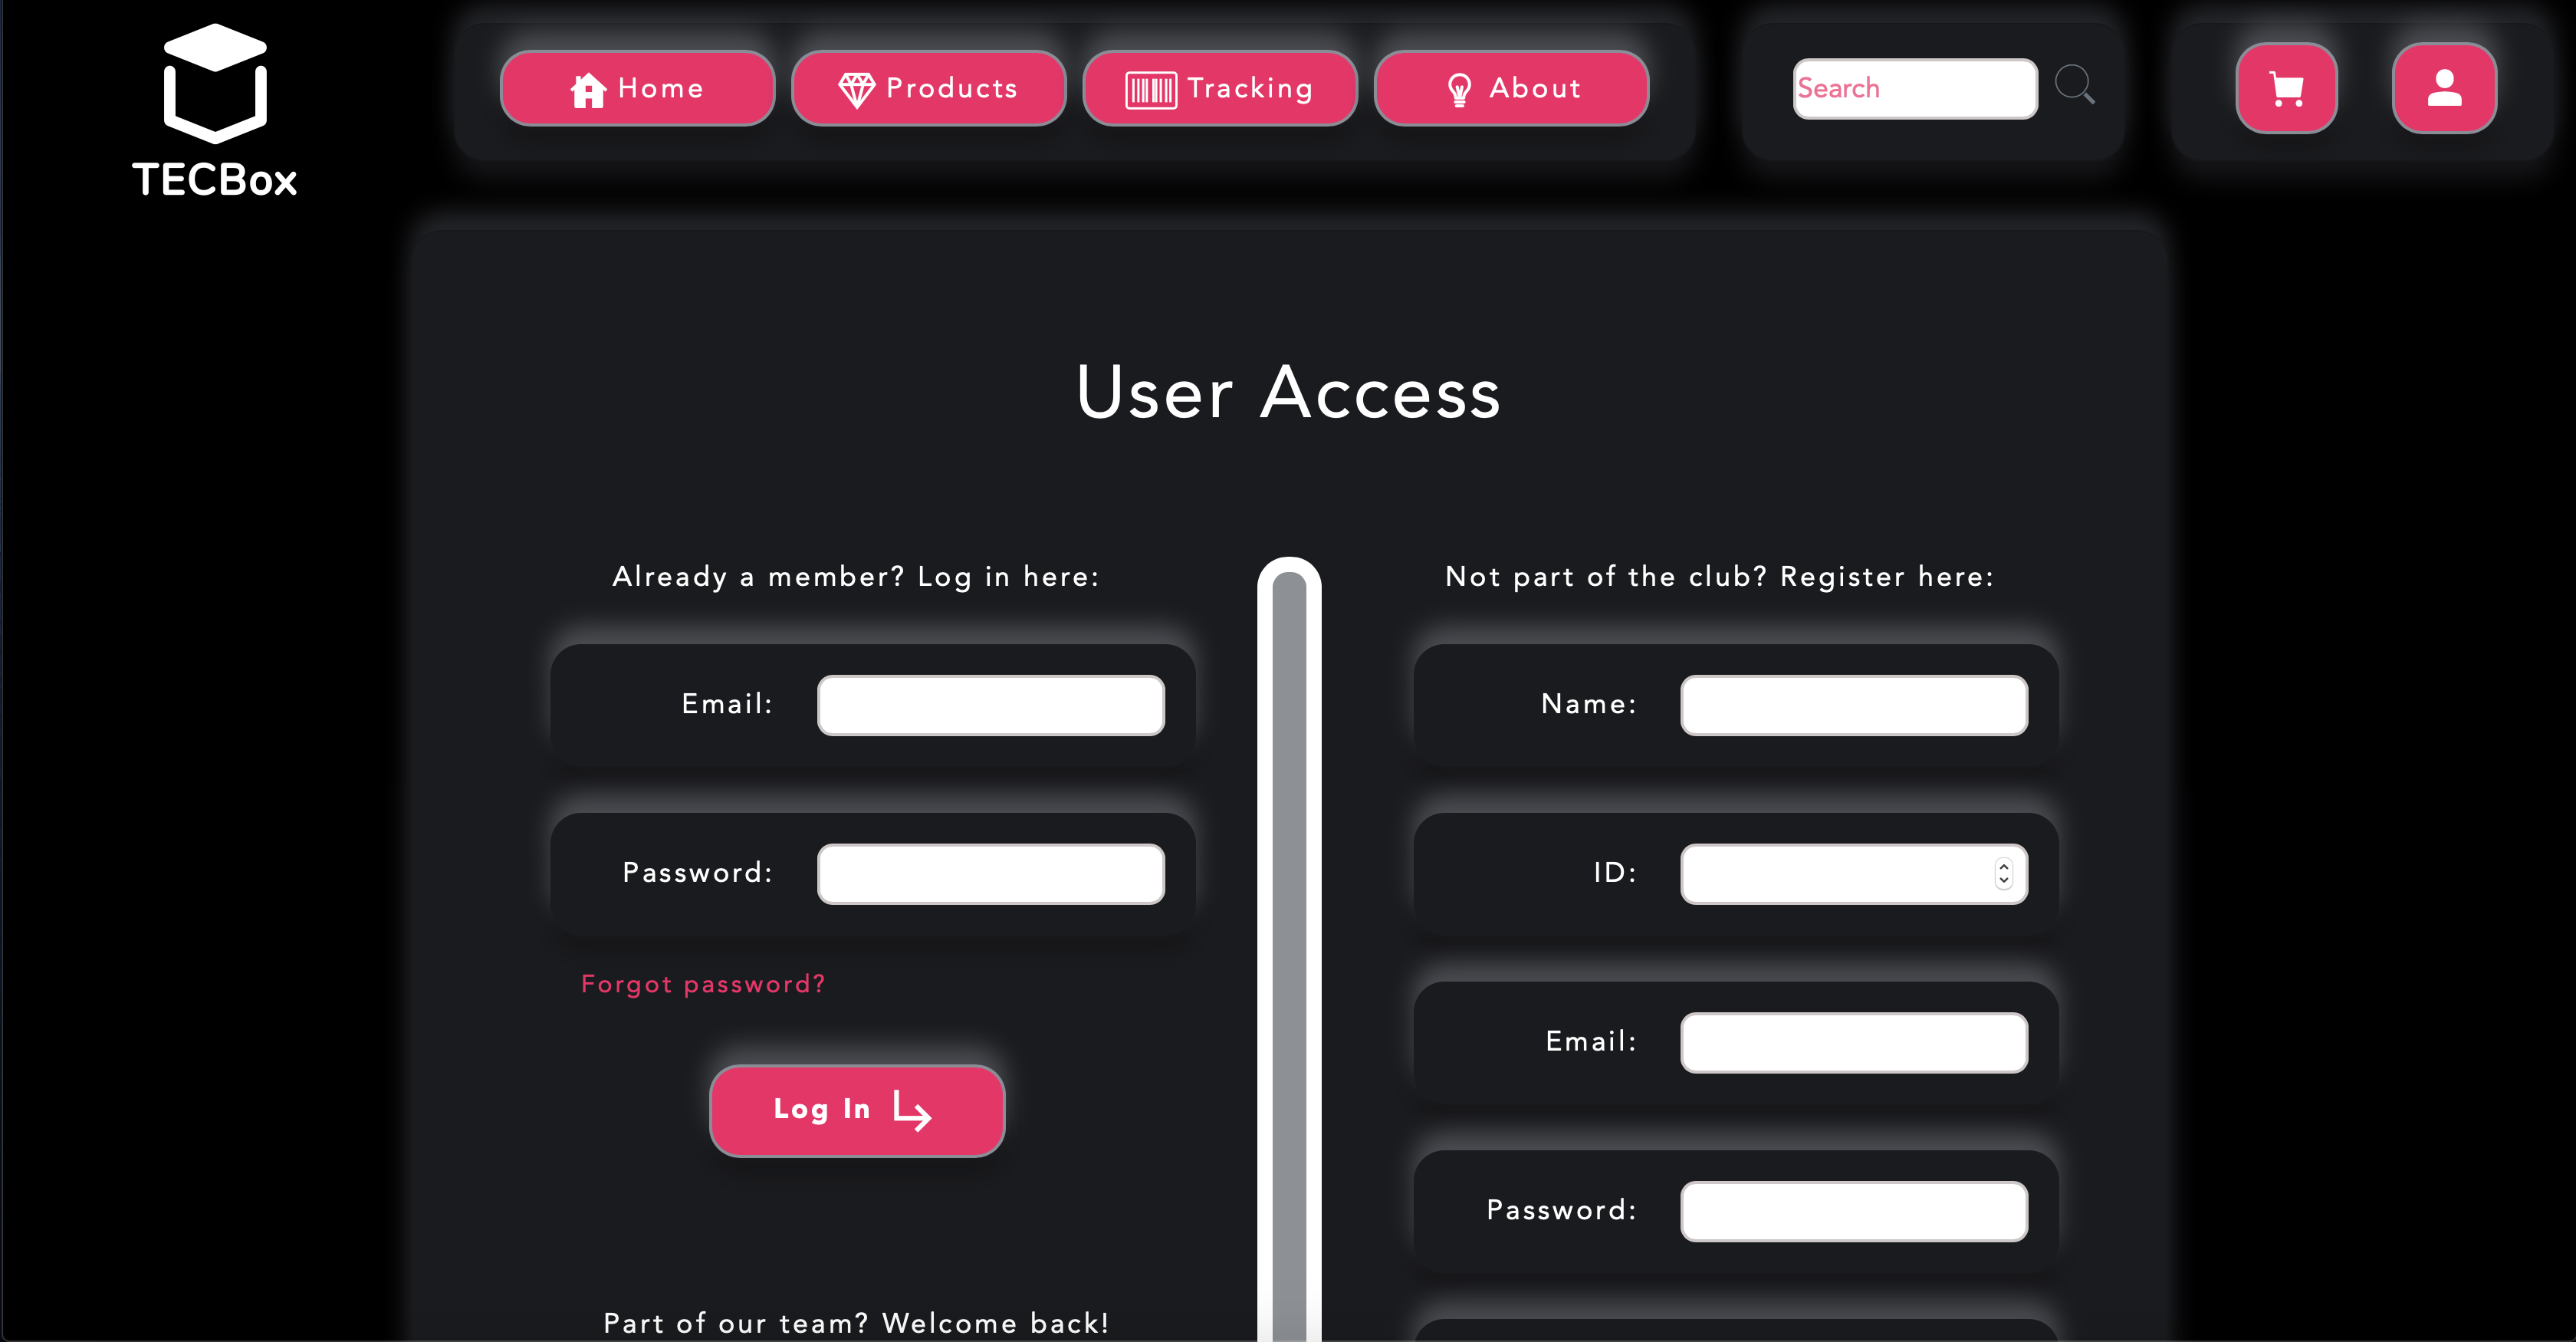 TECBox
Home
Products
Tracking
About
Search
User Access
Already a member? Log in here:
Email:
Password:
Forgot password?
Log In
Part of our team? Welcome back!
Not part of the club? Register here:
Name:
ID:
Email:
Password: